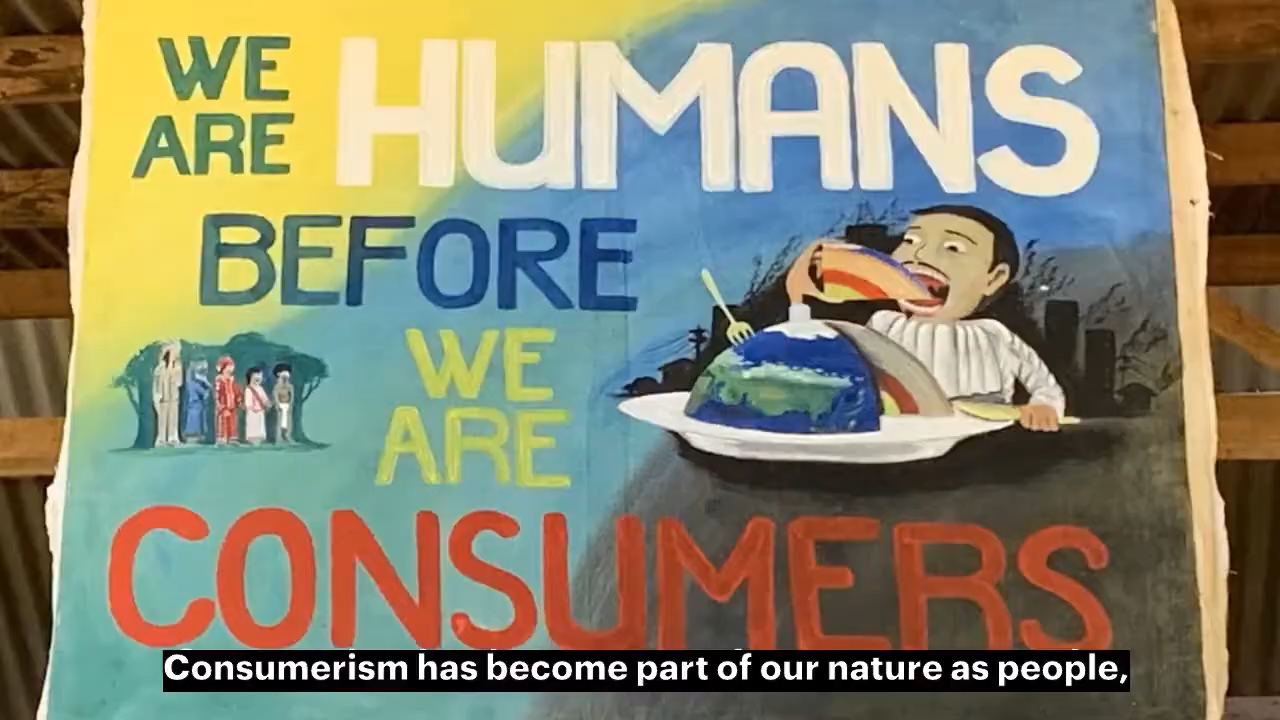 WE
ARE
HUMANS
BEFORE
WE
ARE
CONSUMERS
Consumerism has become part of our nature as people,